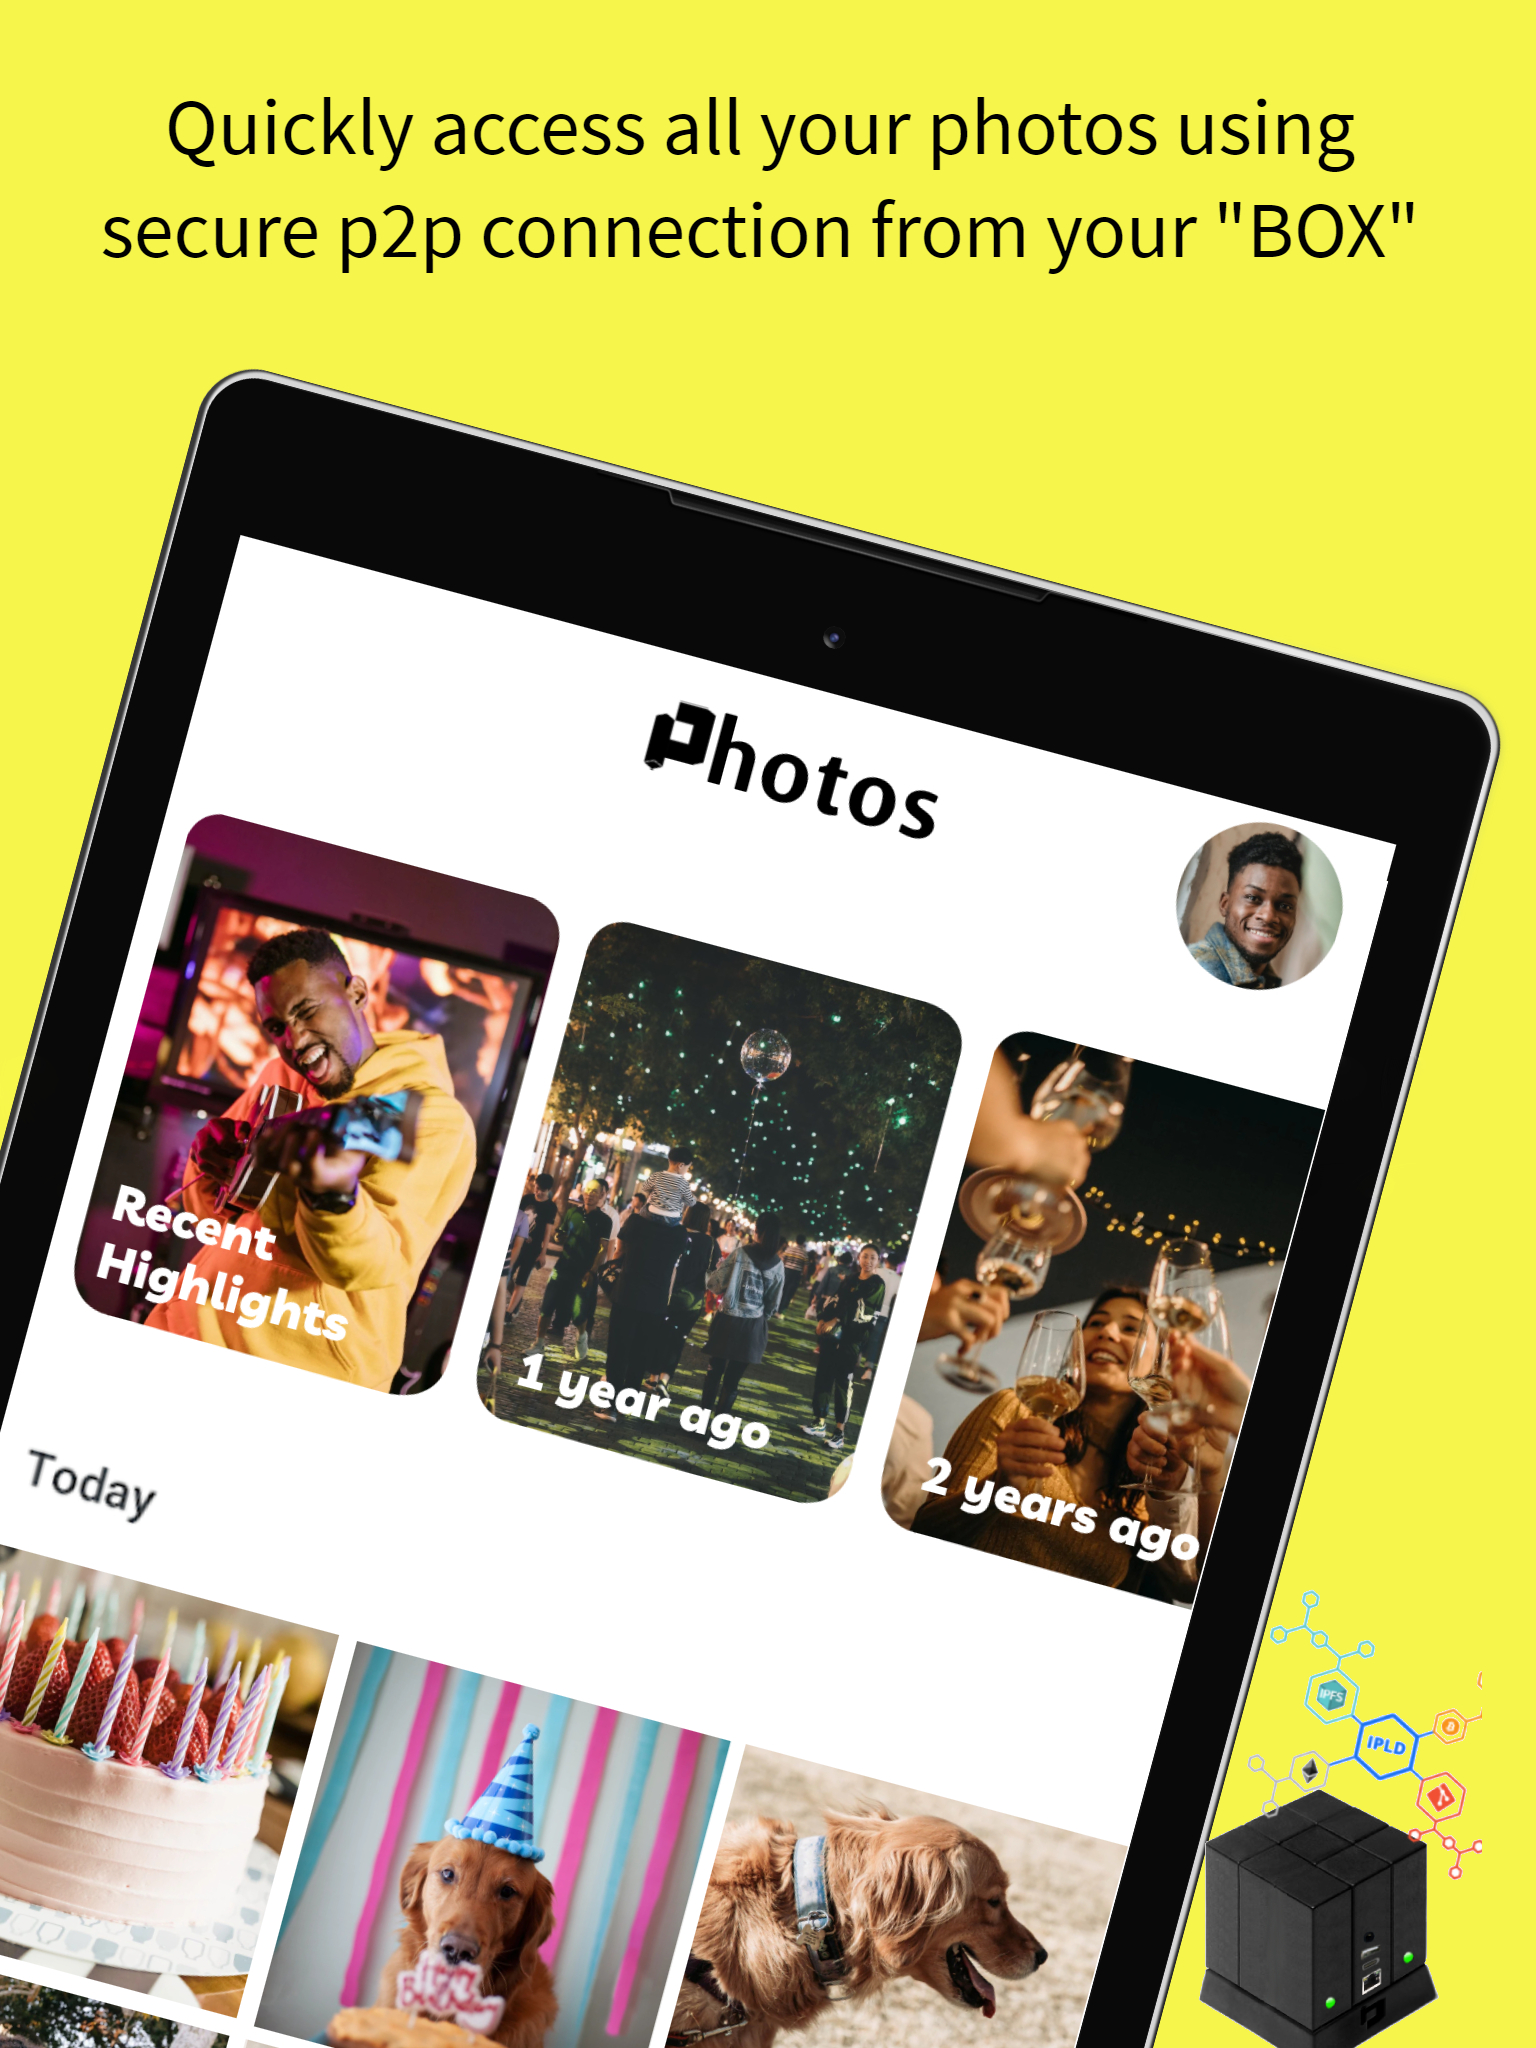 Quickly access all your photos using
secure p2p connection from your "BOX"
Photos
Recent
Highlights
1 year ago
2 years ago
Today
IPFS
IPLD